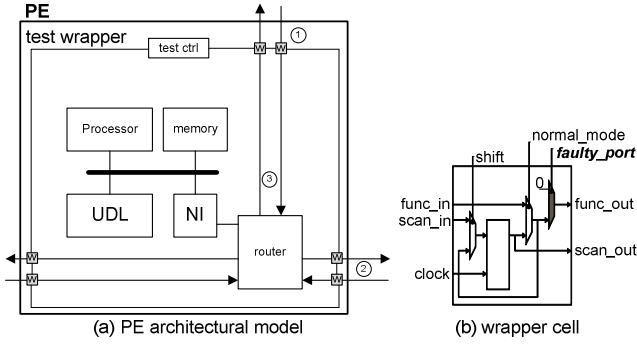 PE
test wrapper
test ctrl
W
W
1
Processor
memory
3
UDL
NI
router
W
W
2
W
W
(a) PE architectural model
normal_mode
shift
faulty_port
0
func_in
func_out
scan_in
scan_out
clock
(b) wrapper cell